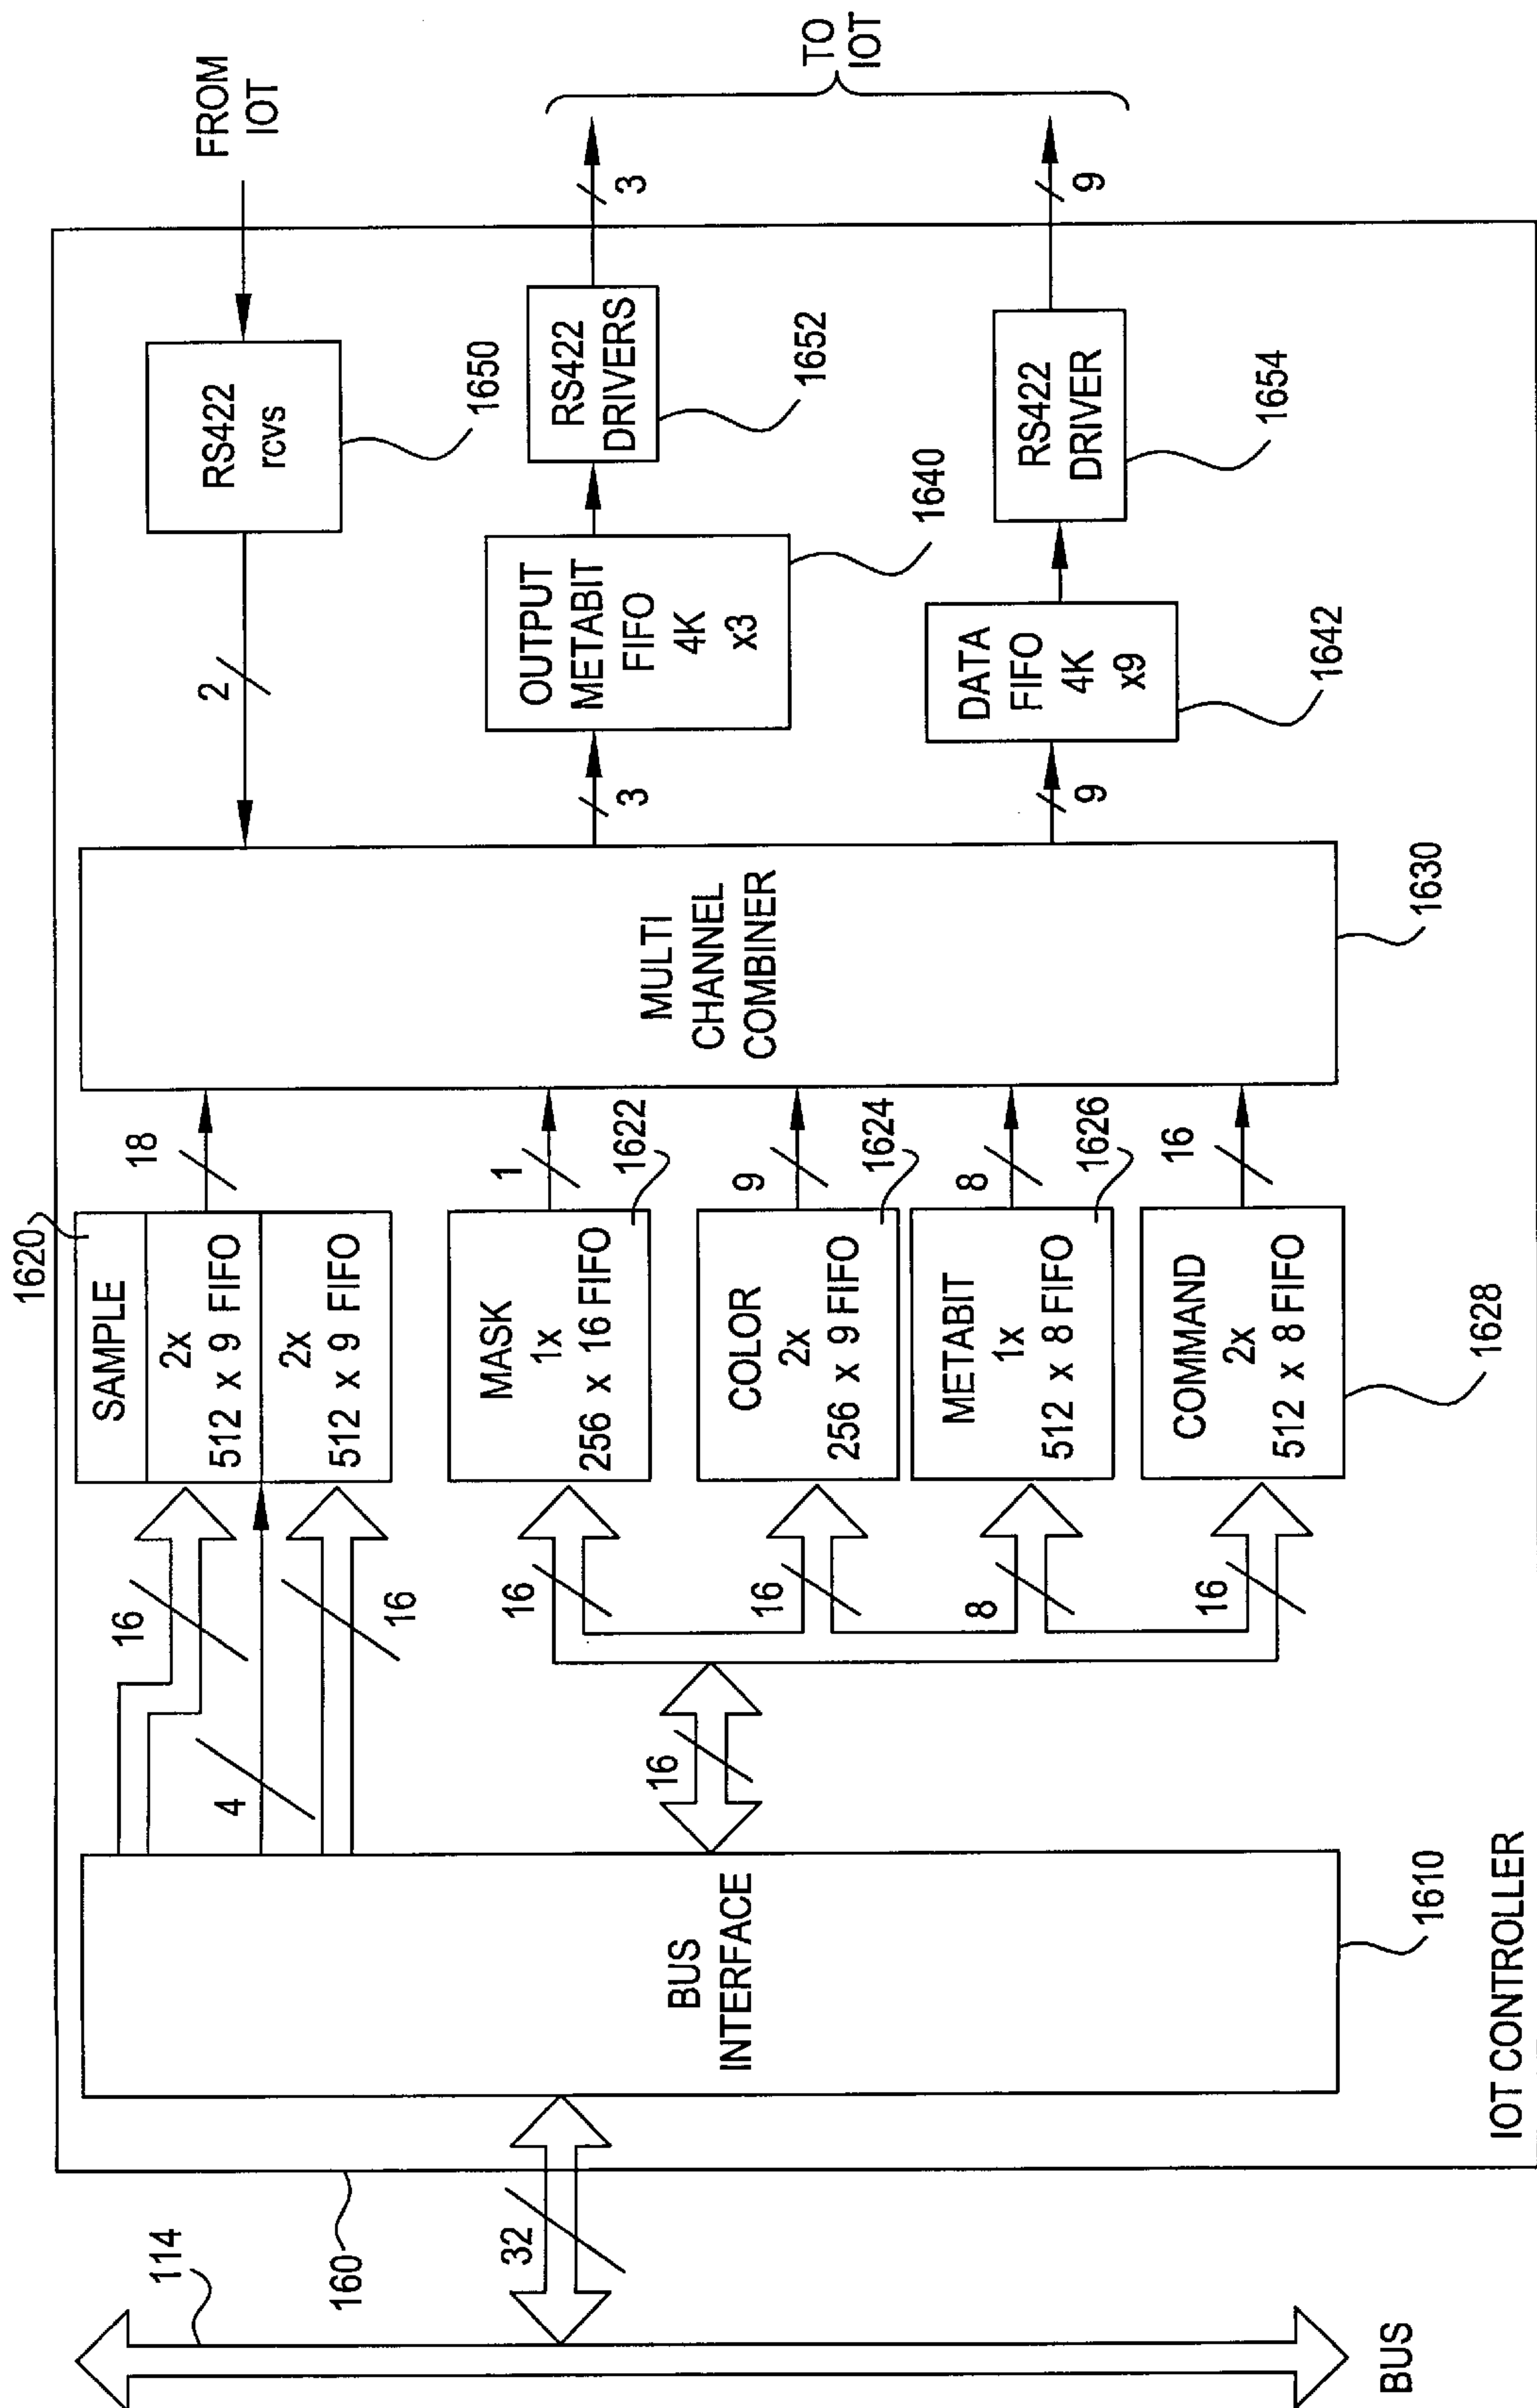 BUS
114
32
160
IOT CONTROLLER
BUS
INTERFACE
1610
16
4
16
16
16
16
8
16
1620
SAMPLE
2x
512 x 9 FIFO
2x
512 x 9 FIFO
18
MASK
1x
256 x 16 FIFO
1622
1
COLOR
2x
256 x 9 FIFO
1624
9
METABIT
1x
512 x 8 FIFO
1626
8
COMMAND
2x
512 x 8 FIFO
1628
16
MULTI
CHANNEL
COMBINER
1630
2
RS422
rcvs
1650
FROM
IOT
3
OUTPUT
METABIT
FIFO
4K
x3
1640
RS422
DRIVERS
1652
3
9
DATA
FIFO
4K
x9
1642
RS422
DRIVER
1654
9
TO
IOT